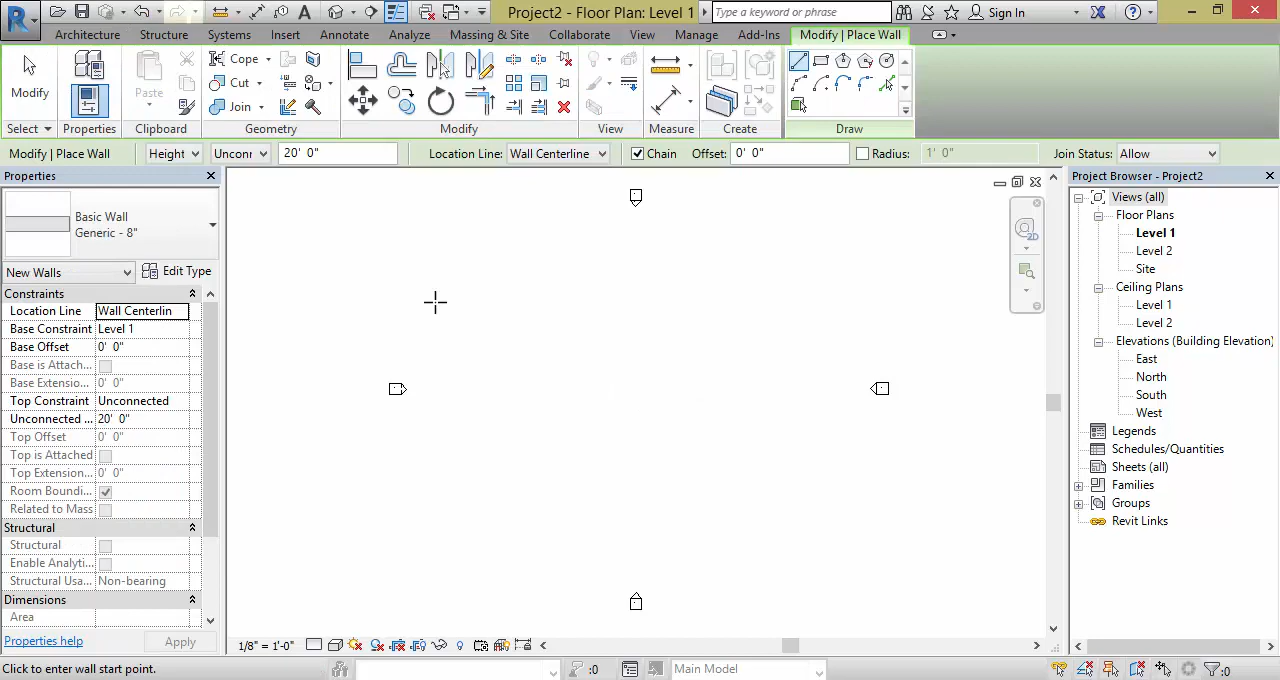 Project2 - Floor Plan: Level 1
Type a keyword or phrase
Sign In
Architecture Structure Systems Insert Annotate Analyze Massing & Site Collaborate View Manage Add-Ins Modify | Place Wall
Modify
Paste
Cope
Cut
Join
Select Properties Clipboard Geometry Modify View Measure Create Draw
Modify | Place Wall Height Uncon 20' 0" Location Line: Wall Centerline Chain Offset: 0' 0" Radius: 1' 0" Join Status: Allow
Properties
Basic Wall
Generic - 8"
New Walls Edit Type
Constraints
Location Line Wall Centerlin
Base Constraint Level 1
Base Offset 0' 0"
Base is Attach...
Base Extensio... 0' 0"
Top Constraint Unconnected
Unconnected ... 20' 0"
Top Offset 0' 0"
Top is Attached
Top Extension... 0' 0"
Room Boundi...
Related to Mass
Structural
Structural
Enable Analyti...
Structural Usa... Non-bearing
Dimensions
Area
Properties help Apply
2D
Project Browser - Project2
Views (all)
Floor Plans
Level 1
Level 2
Site
Ceiling Plans
Level 1
Level 2
Elevations (Building Elevation)
East
North
South
West
Legends
Schedules/Quantities
Sheets (all)
Families
Groups
Revit Links
1/8" = 1'-0"
Click to enter wall start point. :0 Main Model :0